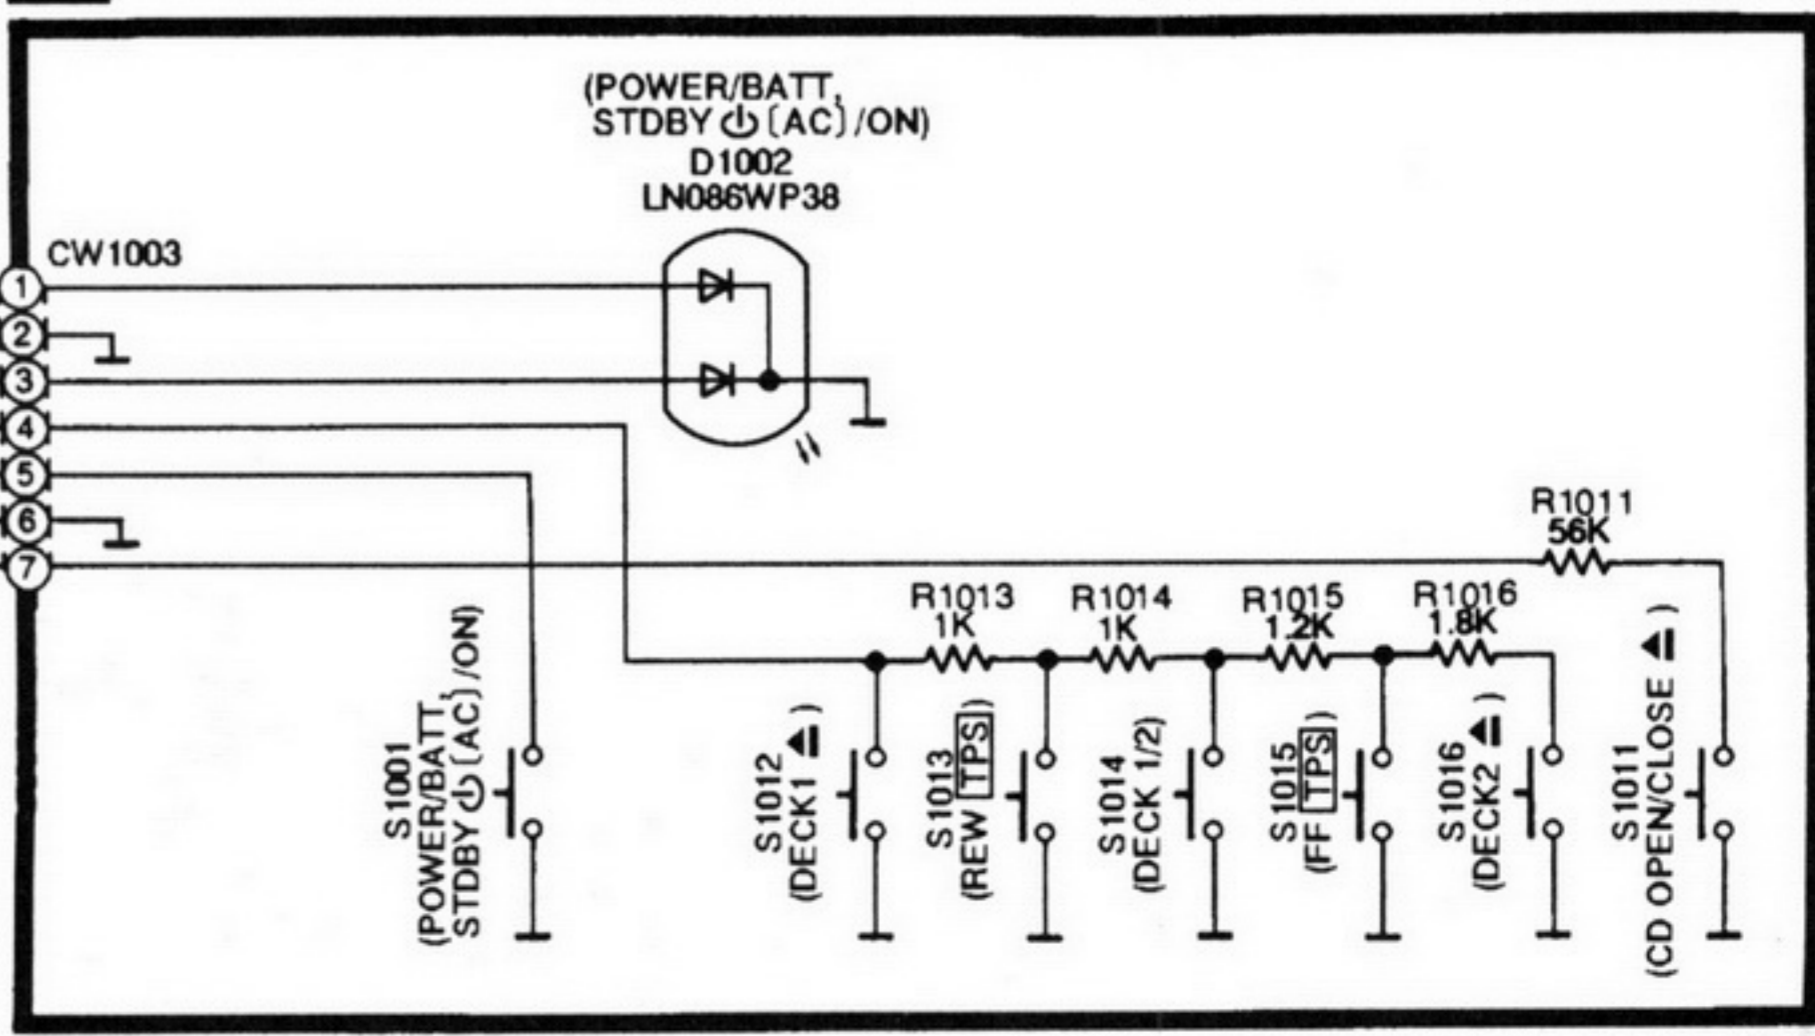 (POWER/BATT,
STDBY ⏻ [AC]/ON)
D1002
LN086WP38
CW1003
1
2
3
4
5
6
7
R1011
56K
R1013
1K
R1014
1K
R1015
1.2K
R1016
1.8K
S1001
(POWER/BATT,
STDBY ⏻ [AC]/ON)
S1012
(DECK1 ⏏)
S1013
(REW TPS)
S1014
(DECK 1/2)
S1015
(FF TPS)
S1016
(DECK2 ⏏)
S1011
(CD OPEN/CLOSE ⏏)